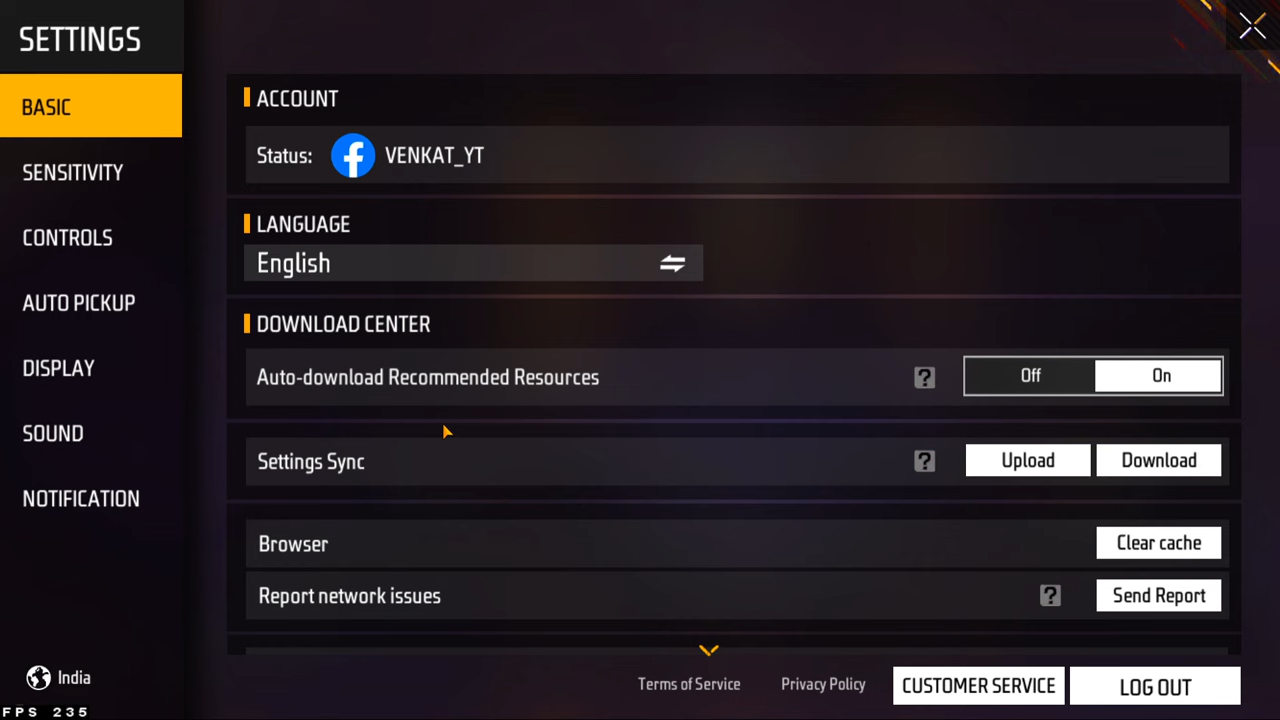 SETTINGS
BASIC
SENSITIVITY
CONTROLS
AUTO PICKUP
DISPLAY
SOUND
NOTIFICATION
India
FPS 235
ACCOUNT
Status: VENKAT_YT
LANGUAGE
English
DOWNLOAD CENTER
Auto-download Recommended Resources ? Off On
Settings Sync ? Upload Download
Browser Clear cache
Report network issues ? Send Report
Terms of Service Privacy Policy CUSTOMER SERVICE LOG OUT